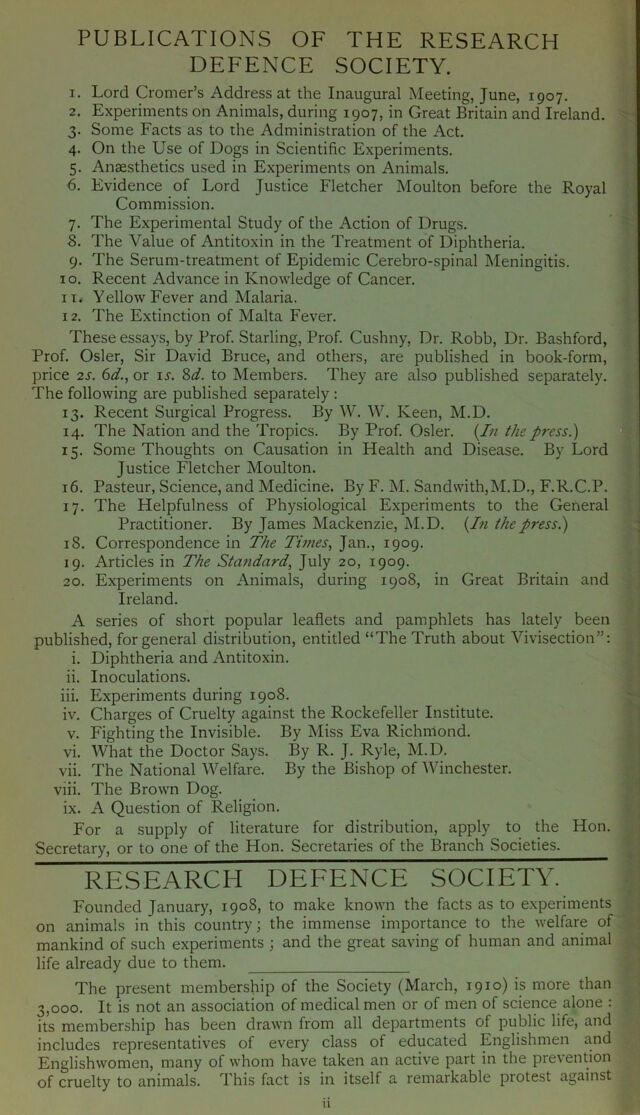 PUBLICATIONS OF THE RESEARCH
DEFENCE SOCIETY.
1. Lord Cromer's Address at the Inaugural Meeting, June, 1907.
2. Experiments on Animals, during 1907, in Great Britain and Ireland.
3. Some Facts as to the Administration of the Act.
4. On the Use of Dogs in Scientific Experiments.
5. Anæsthetics used in Experiments on Animals.
6. Evidence of Lord Justice Fletcher Moulton before the Royal
Commission.
7. The Experimental Study of the Action of Drugs.
8. The Value of Antitoxin in the Treatment of Diphtheria.
9. The Serum-treatment of Epidemic Cerebro-spinal Meningitis.
10. Recent Advance in Knowledge of Cancer.
11. Yellow Fever and Malaria.
12. The Extinction of Malta Fever.
These essays, by Prof. Starling, Prof. Cushny, Dr. Robb, Dr. Bashford,
Prof. Osler, Sir David Bruce, and others, are published in book-form,
price 2s. 6d., or 1s. 8d. to Members. They are also published separately.
The following are published separately :
13. Recent Surgical Progress. By W. W. Keen, M.D.
14. The Nation and the Tropics. By Prof. Osler. (In the press.)
15. Some Thoughts on Causation in Health and Disease. By Lord
Justice Fletcher Moulton.
16. Pasteur, Science, and Medicine. By F. M. Sandwith,M.D., F.R.C.P.
17. The Helpfulness of Physiological Experiments to the General
Practitioner. By James Mackenzie, M.D. (In the press.)
18. Correspondence in The Times, Jan., 1909.
19. Articles in The Standard, July 20, 1909.
20. Experiments on Animals, during 1908, in Great Britain and
Ireland.
A series of short popular leaflets and pamphlets has lately been
published, for general distribution, entitled "The Truth about Vivisection":
i. Diphtheria and Antitoxin.
ii. Inoculations.
iii. Experiments during 1908.
iv. Charges of Cruelty against the Rockefeller Institute.
v. Fighting the Invisible. By Miss Eva Richmond.
vi. What the Doctor Says. By R. J. Ryle, M.D.
vii. The National Welfare. By the Bishop of Winchester.
viii. The Brown Dog.
ix. A Question of Religion.
For a supply of literature for distribution, apply to the Hon.
Secretary, or to one of the Hon. Secretaries of the Branch Societies.
RESEARCH DEFENCE SOCIETY.
Founded January, 1908, to make known the facts as to experiments
on animals in this country; the immense importance to the welfare of
mankind of such experiments ; and the great saving of human and animal
life already due to them.
The present membership of the Society (March, 1910) is more than
3,000. It is not an association of medical men or of men of science alone :
its membership has been drawn from all departments of public life, and
includes representatives of every class of educated Englishmen and
Englishwomen, many of whom have taken an active part in the prevention
of cruelty to animals. This fact is in itself a remarkable protest against
ii